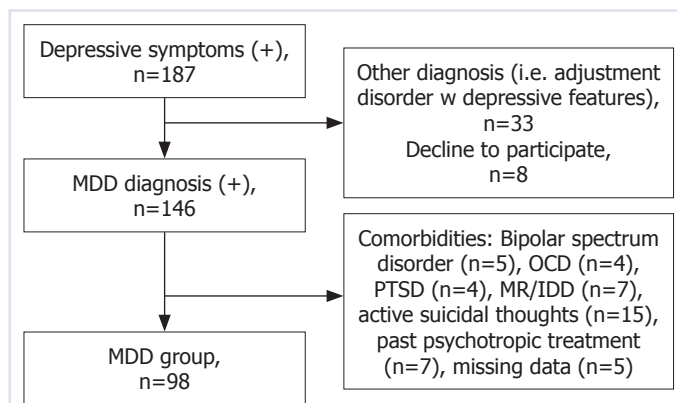 Depressive symptoms (+),
n=187
Other diagnosis (i.e. adjustment
disorder w depressive features),
n=33
Decline to participate,
n=8
MDD diagnosis (+),
n=146
Comorbidities: Bipolar spectrum
disorder (n=5), OCD (n=4),
PTSD (n=4), MR/IDD (n=7),
active suicidal thoughts (n=15),
past psychotropic treatment
(n=7), missing data (n=5)
MDD group,
n=98